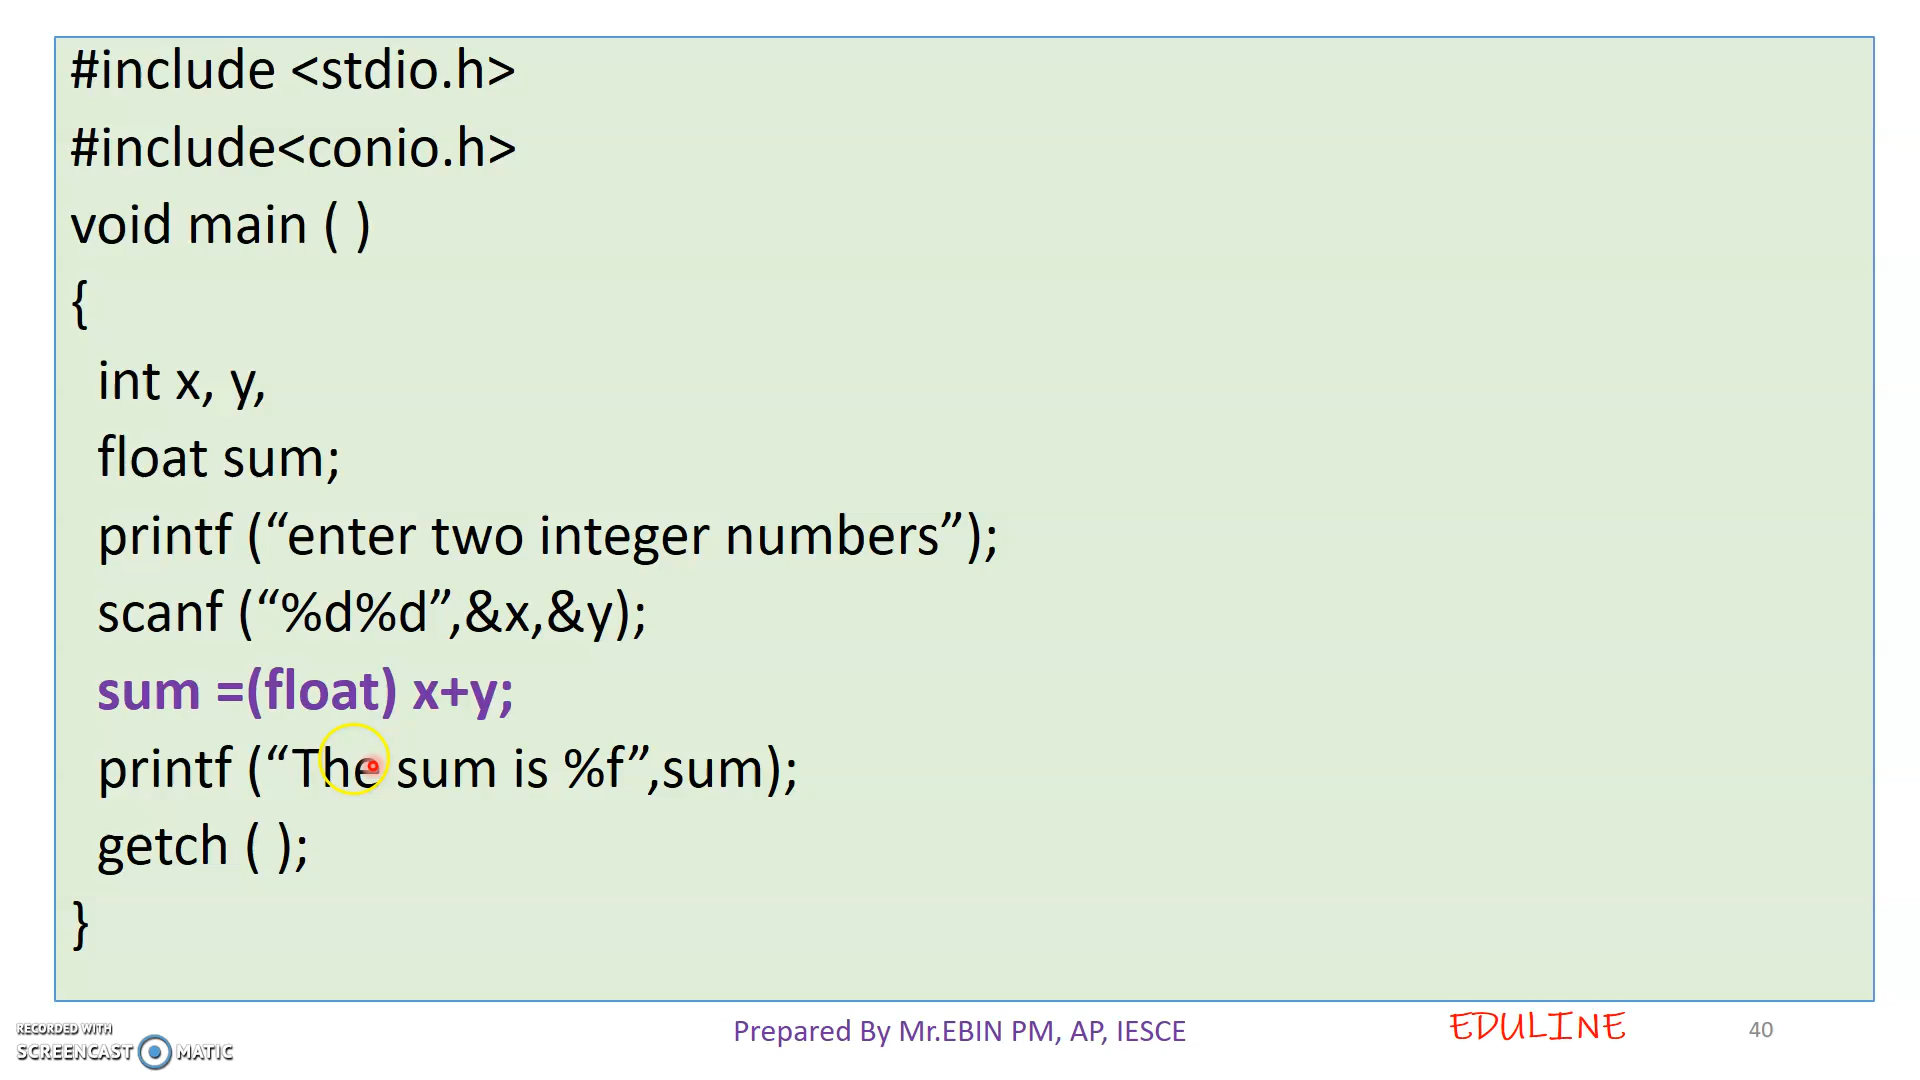 #include <stdio.h>
#include<conio.h>
void main ( )
{
int x, y,
float sum;
printf (“enter two integer numbers”);
scanf (“%d%d”,&x,&y);
sum =(float) x+y;
printf (“The sum is %f”,sum);
getch ( );
}
RECORDED WITH
SCREENCAST MATIC
Prepared By Mr.EBIN PM, AP, IESCE
EDULINE
40